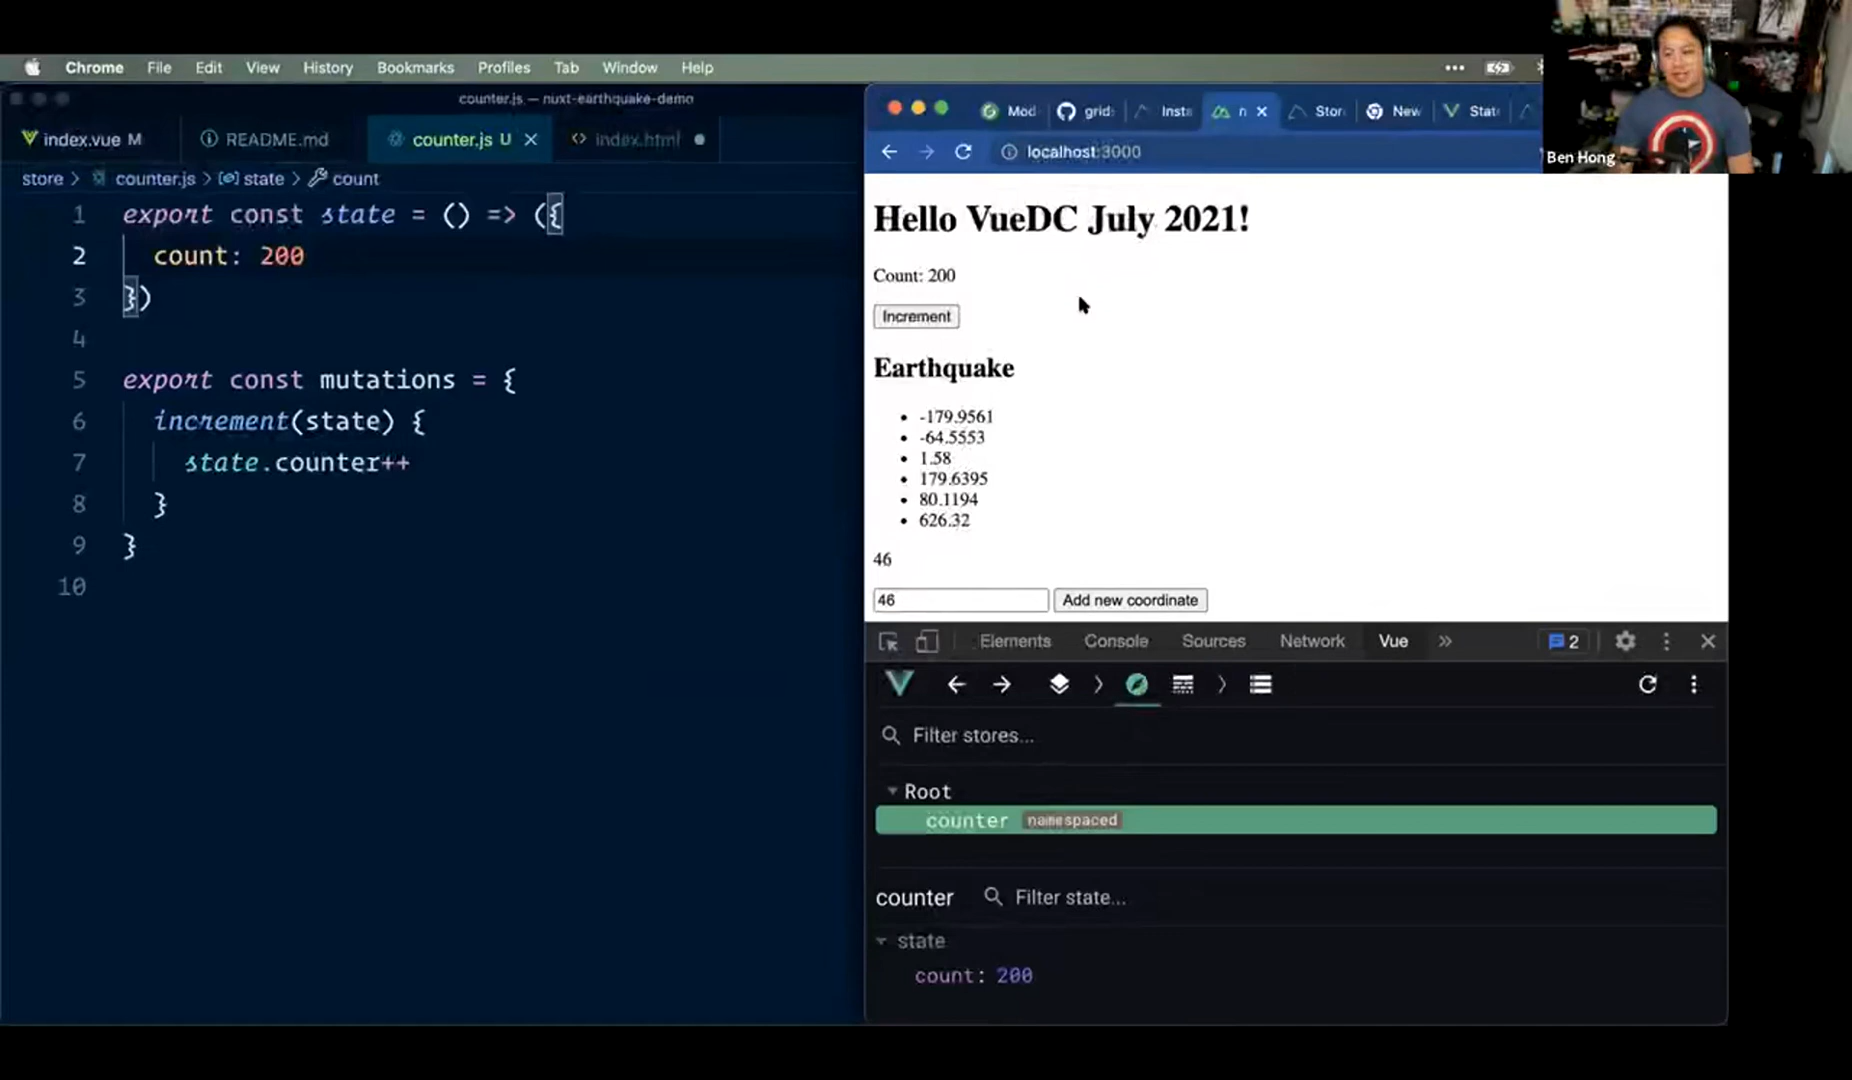 Chrome File Edit View History Bookmarks Profiles Tab Window Help
Ben Hong
counter.js — nuxt-earthquake-demo
index.vue M README.md counter.js U index.html
store > counter.js > state > count
1 export const state = () => ({
2 count: 200
3 })
4
5 export const mutations = {
6 increment(state) {
7 state.counter++
8 }
9 }
10
Mod grid n Stor New State
localhost:3000
Hello VueDC July 2021!
Count: 200
Increment
Earthquake
-179.9561
-64.5553
1.58
179.6395
80.1194
626.32
46
46 Add new coordinate
Elements Console Sources Network Vue 2
Filter stores...
Root
counter namespaced
counter Filter state...
state
count: 200